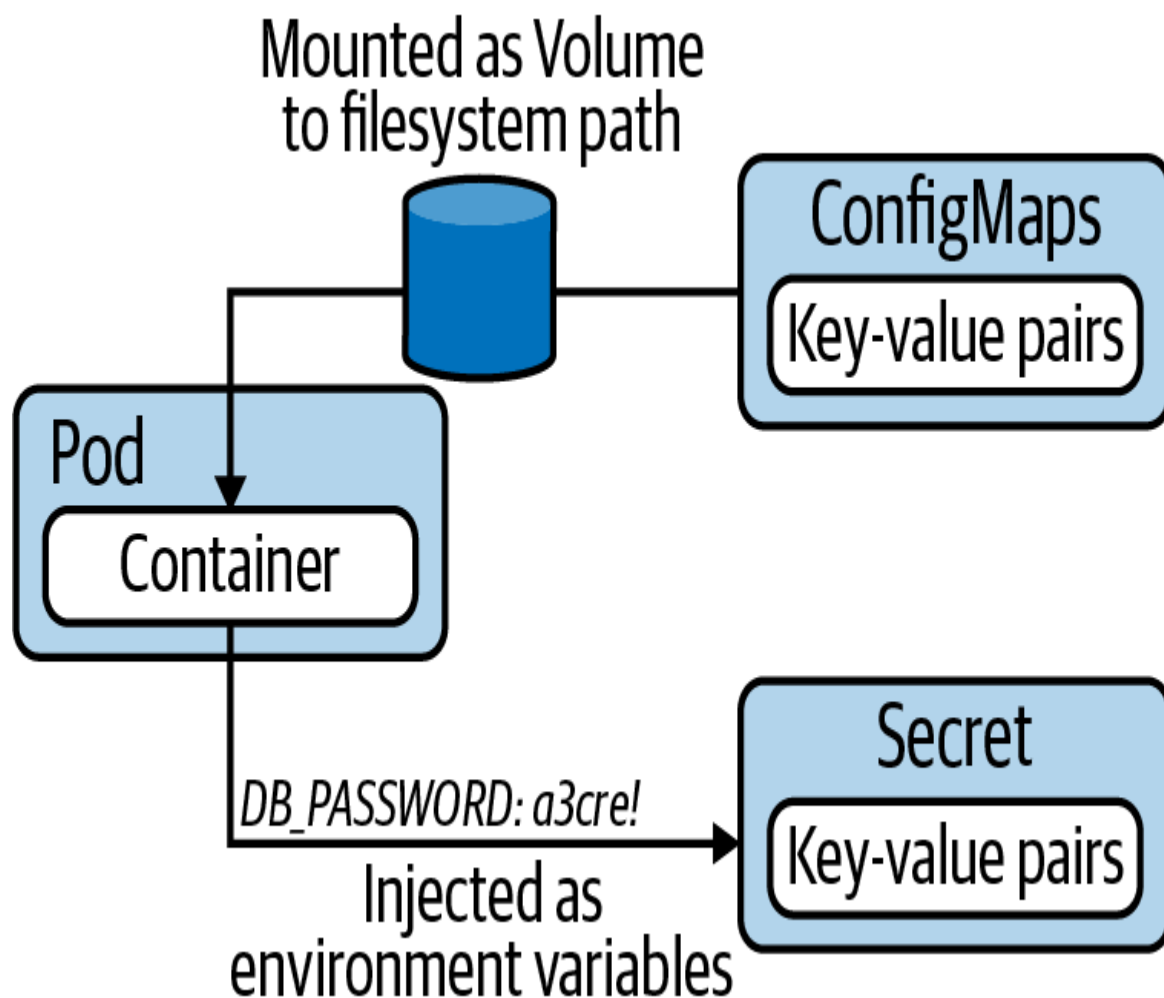 Mounted as Volume
to filesystem path
ConfigMaps
Key-value pairs
Pod
Container
Secret
DB_PASSWORD: a3cre!
Key-value pairs
Injected as
environment variables